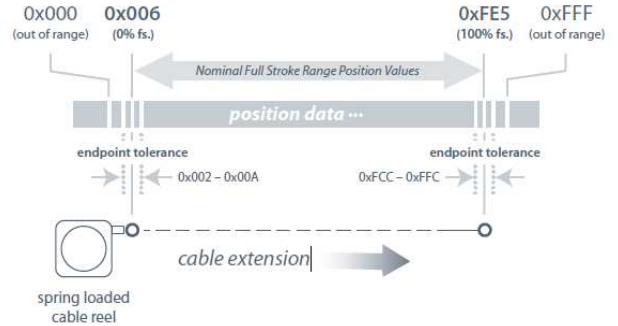 0x000 0x006 0xFE5 0xFFF
(out of range) (0% fs.) (100% fs.) (out of range)
Nominal Full Stroke Range Position Values
position data ...
endpoint tolerance endpoint tolerance
0x002 – 0x00A 0xFCC – 0xFFC
cable extension
spring loaded
cable reel